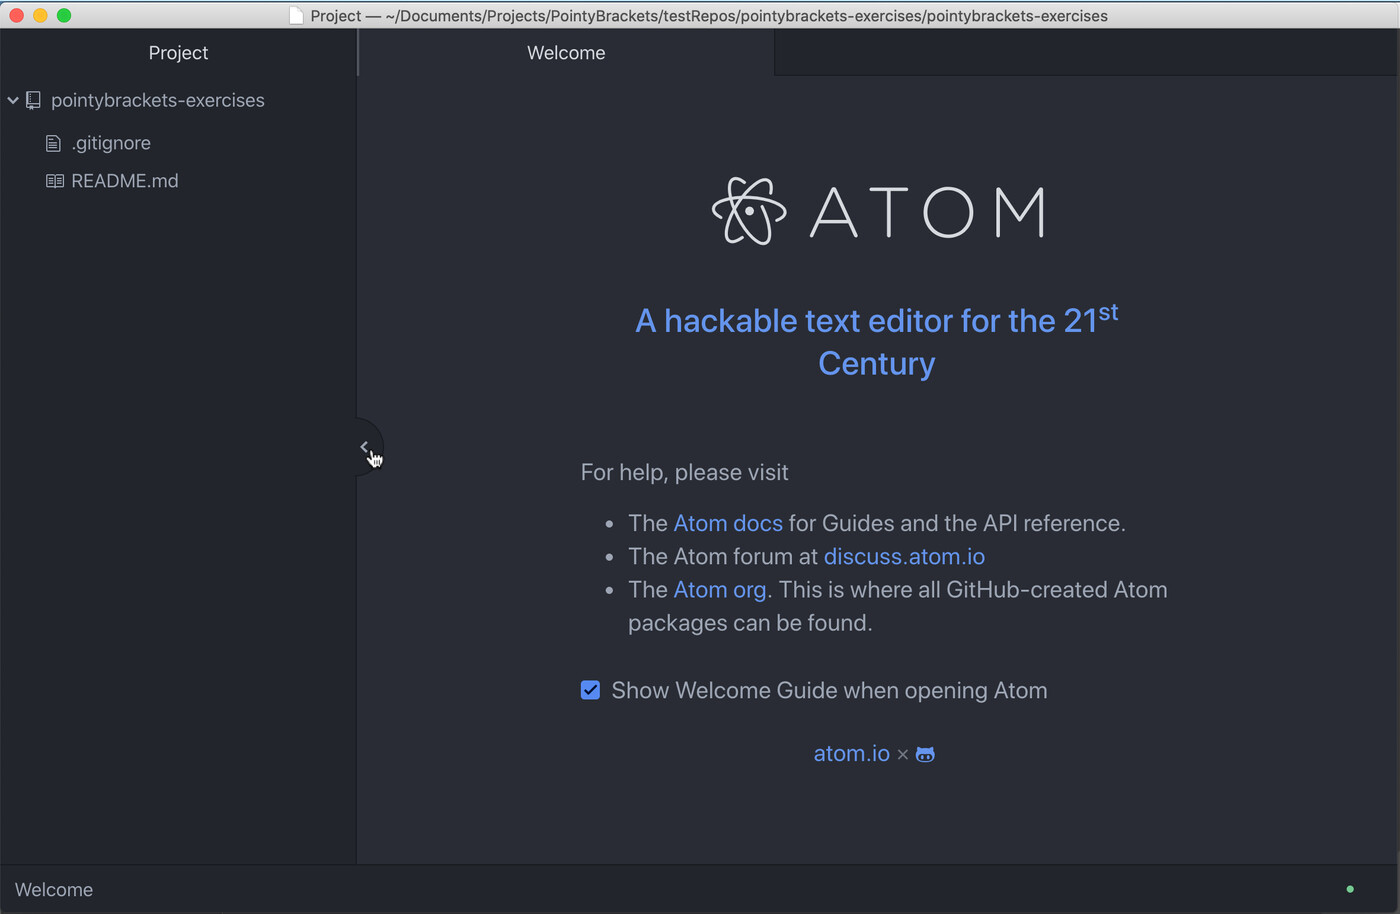 Project — ~/Documents/Projects/PointyBrackets/testRepos/pointybrackets-exercises/pointybrackets-exercises
Project
Welcome
pointybrackets-exercises
.gitignore
README.md
ATOM
A hackable text editor for the 21st
Century
For help, please visit
• The Atom docs for Guides and the API reference.
• The Atom forum at discuss.atom.io
• The Atom org. This is where all GitHub-created Atom
packages can be found.
Show Welcome Guide when opening Atom
atom.io ×
Welcome